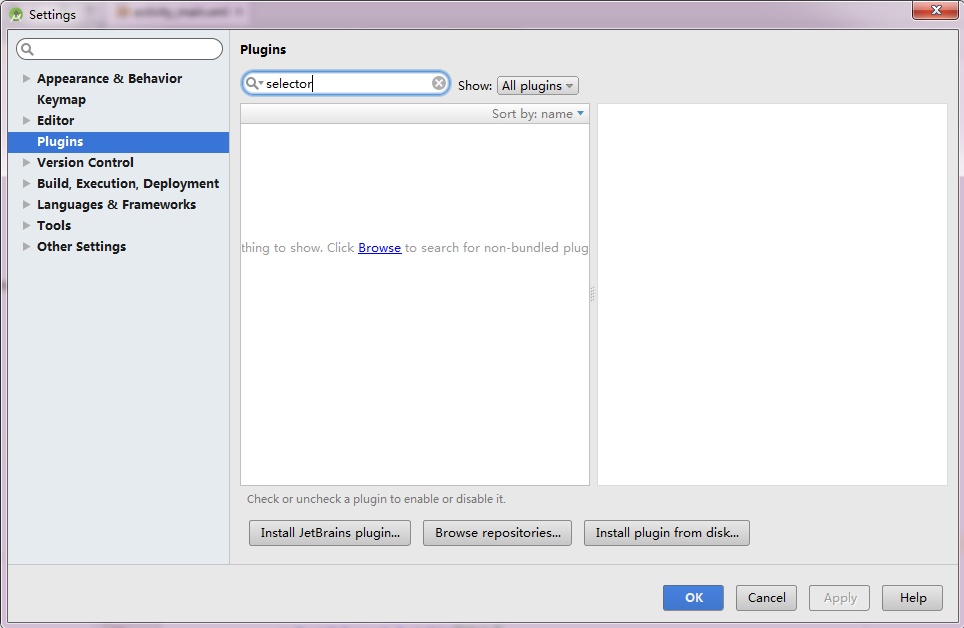 Settings
Plugins
selector
Show: All plugins
Appearance & Behavior
Keymap
Editor
Plugins
Version Control
Build, Execution, Deployment
Languages & Frameworks
Tools
Other Settings
Sort by: name
thing to show. Click Browse to search for non-bundled plug
Check or uncheck a plugin to enable or disable it.
Install JetBrains plugin... Browse repositories... Install plugin from disk...
OK Cancel Apply Help